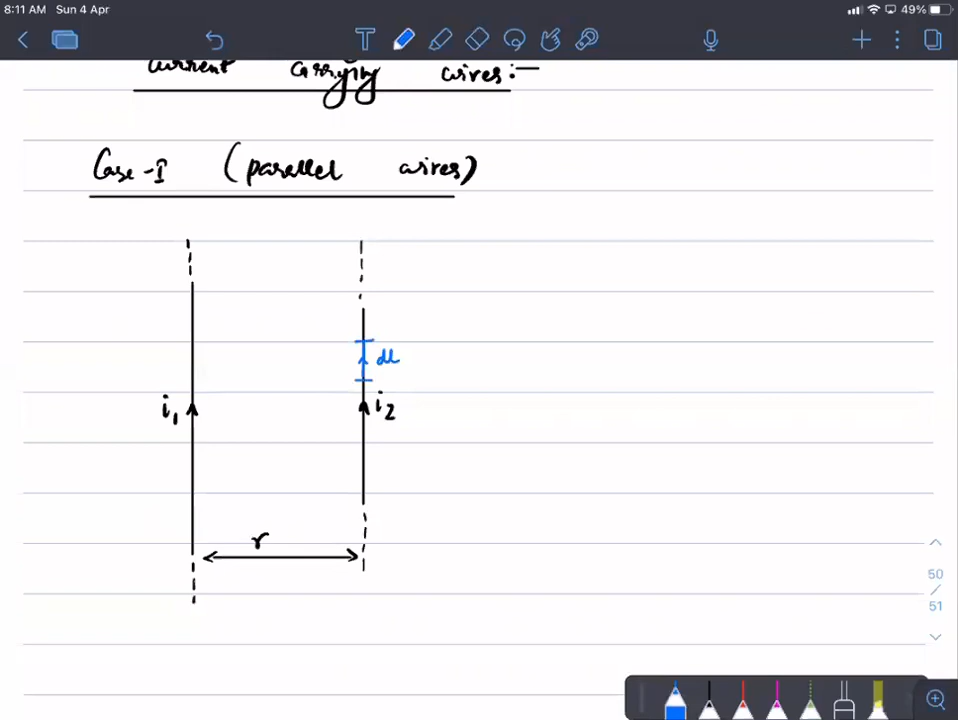 8:11 AM Sun 4 Apr
49%
T
current carrying wires:-
Case-I (parallel wires)
dl
i1 i2
r
50
/
51